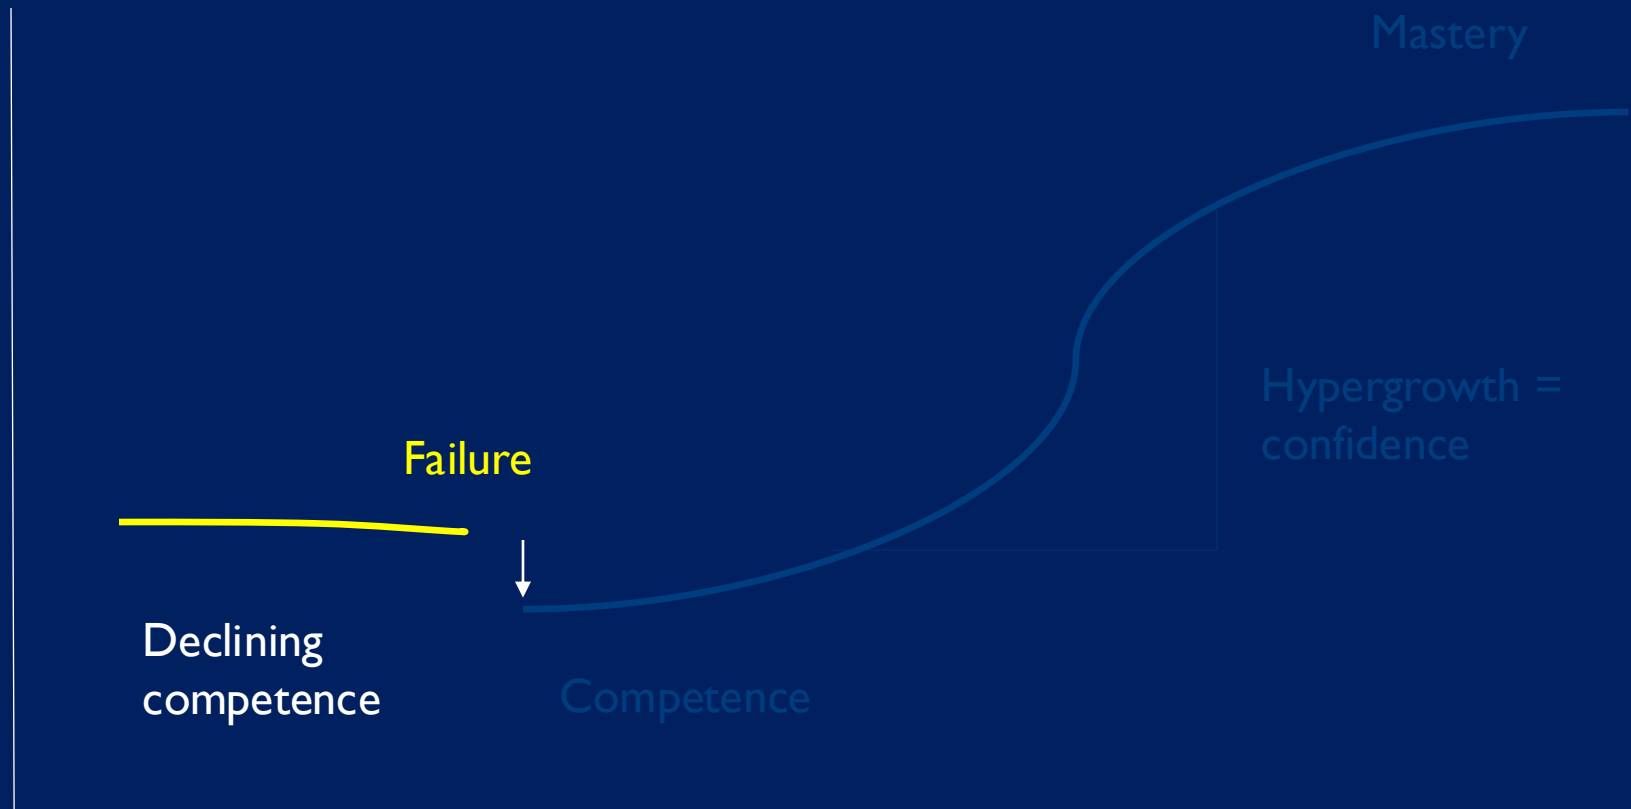 Mastery
Hypergrowth =
confidence
Failure
Declining
competence
Competence